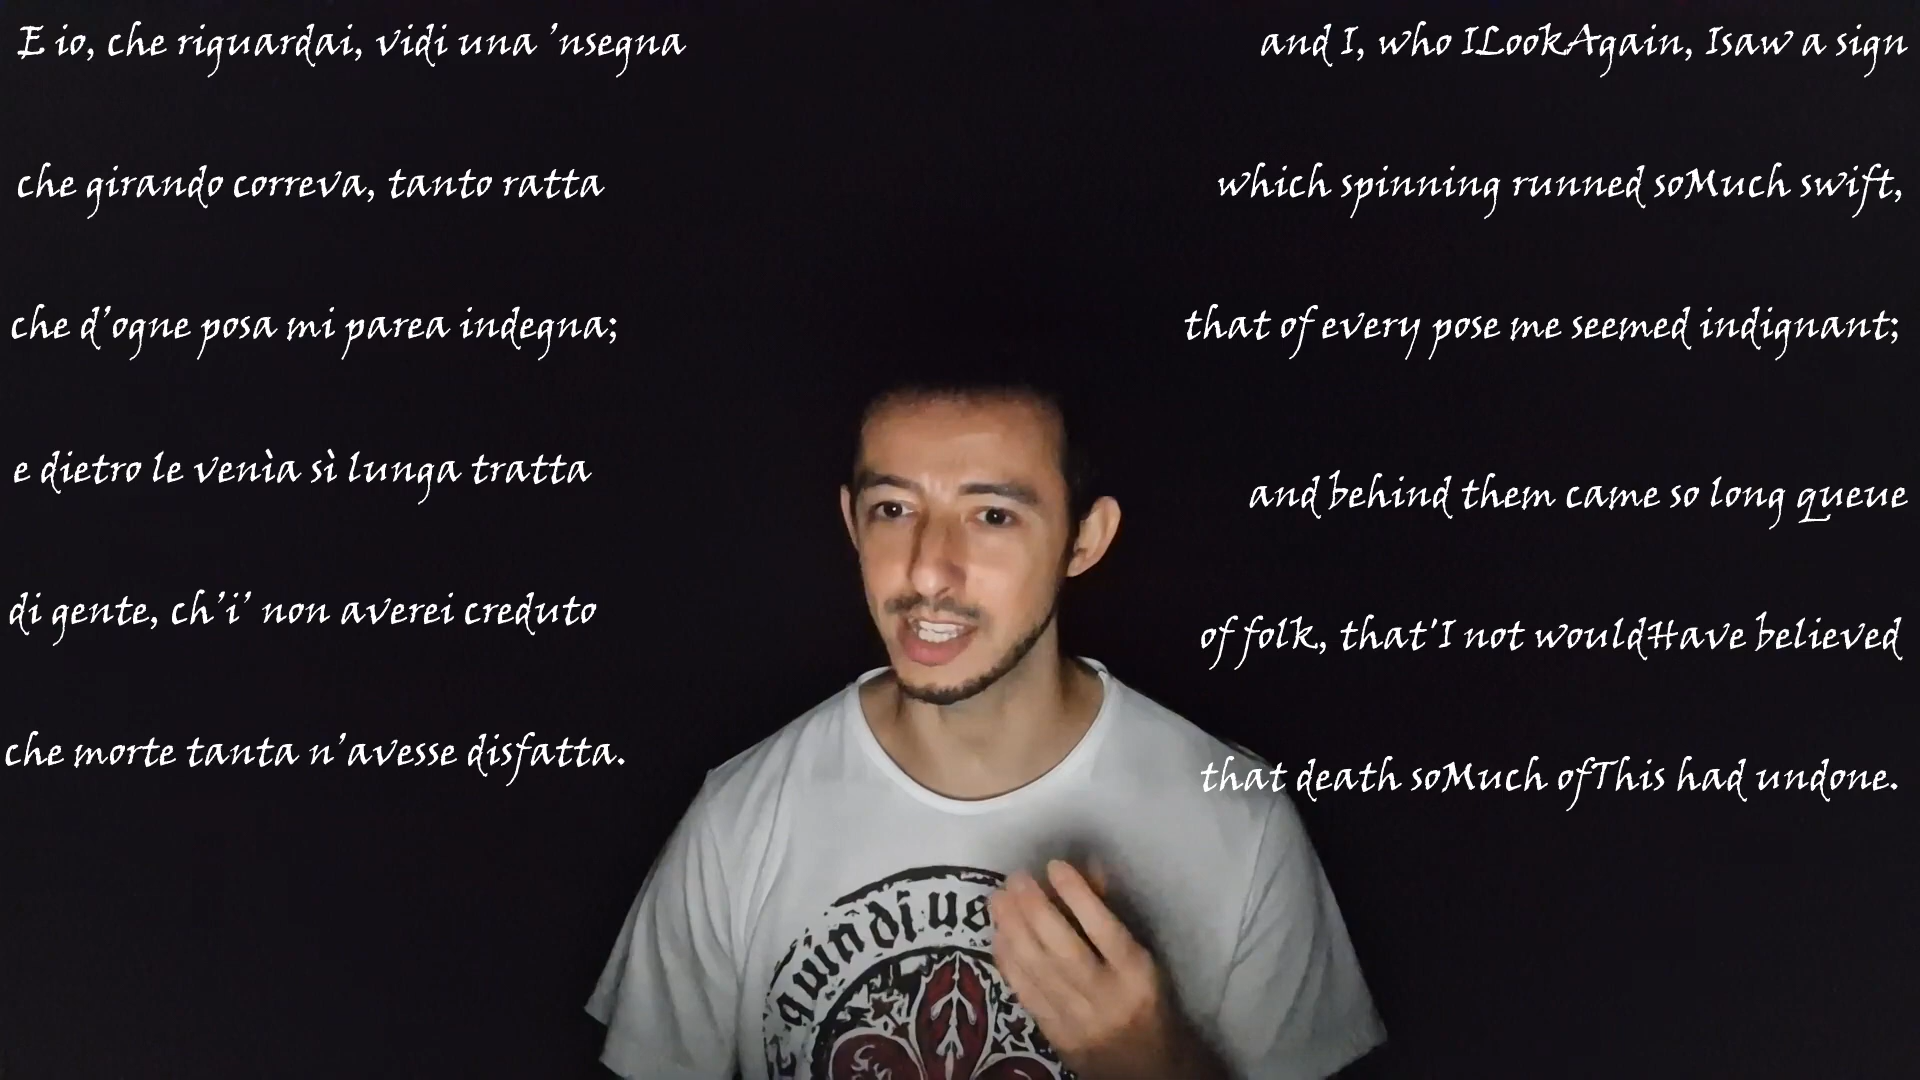 E io, che riguardai, vidi una 'nsegna
che girando correva, tanto ratta
che d'ogne posa mi parea indegna;
e dietro le venìa sì lunga tratta
di gente, ch'i' non averei creduto
che morte tanta n'avesse disfatta.
and I, who ILookAgain, Isaw a sign
which spinning runned soMuch swift,
that of every pose me seemed indignant;
and behind them came so long queue
of folk, that'I not wouldHave believed
that death soMuch ofThis had undone.
quindi us